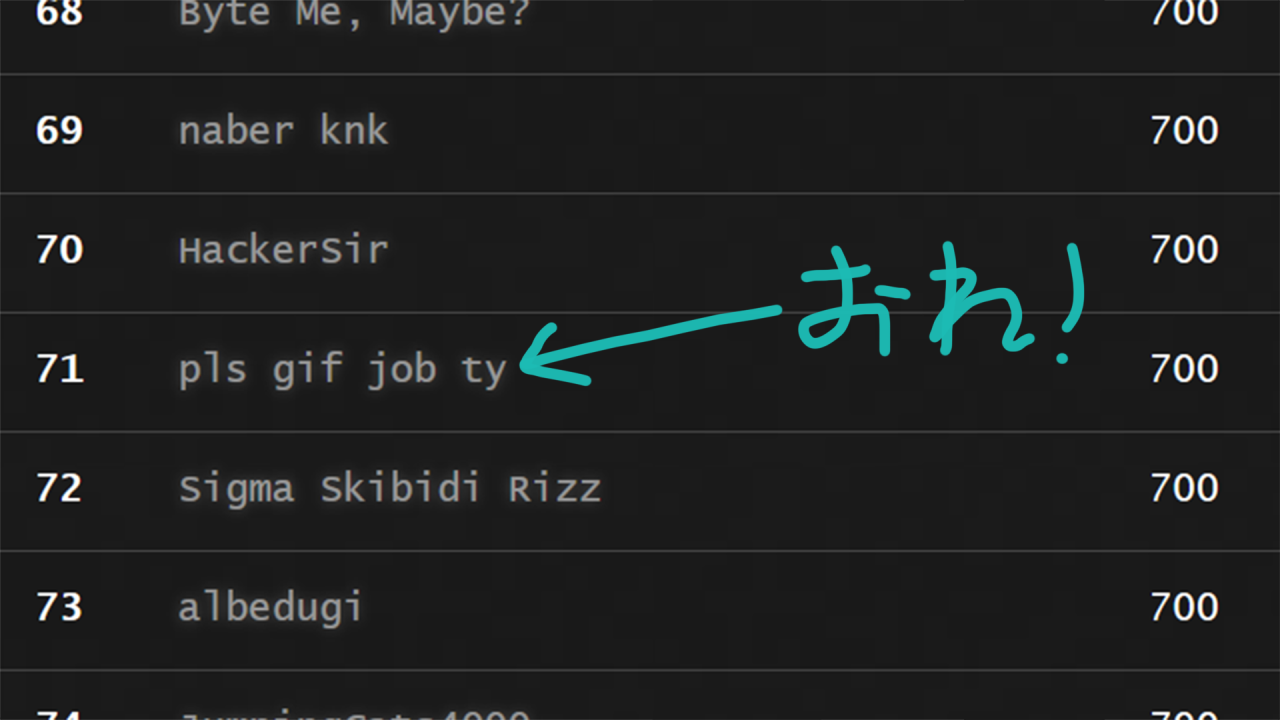 68 Byte Me, Maybe? 700
69 naber knk 700
70 HackerSir 700
おれ!
71 pls gif job ty 700
72 Sigma Skibidi Rizz 700
73 albedugi 700
74 700